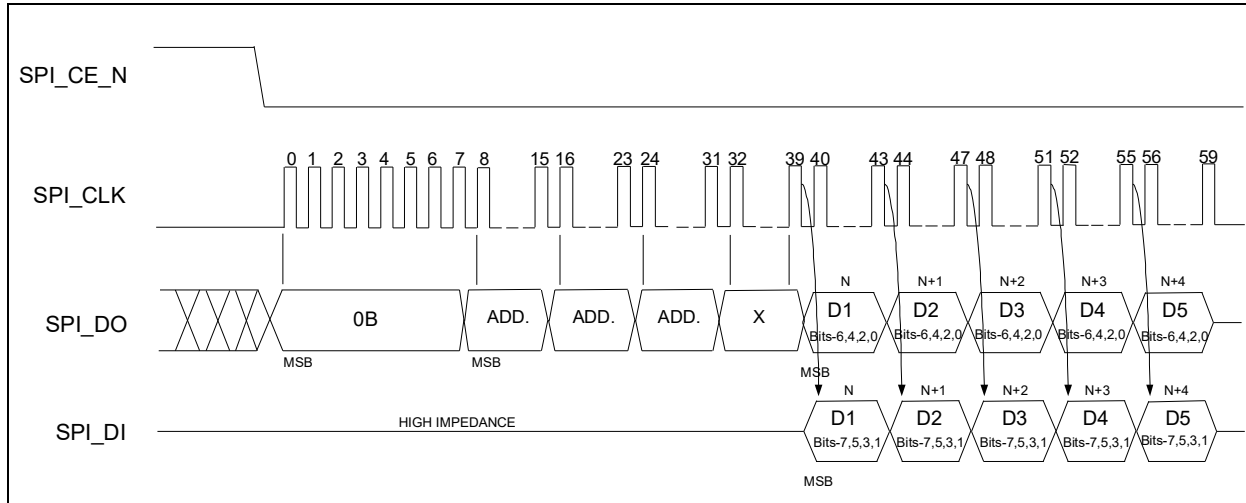 SPI_CE_N
0 1 2 3 4 5 6 7 8 15 16 23 24 31 32 39 40 43 44 47 48 51 52 55 56 59
SPI_CLK
N N+1 N+2 N+3 N+4
SPI_DO 0B ADD. ADD. ADD. X D1 D2 D3 D4 D5
Bits-6,4,2,0 Bits-6,4,2,0 Bits-6,4,2,0 Bits-6,4,2,0 Bits-6,4,2,0
MSB MSB MSB
N N+1 N+2 N+3 N+4
SPI_DI HIGH IMPEDANCE D1 D2 D3 D4 D5
Bits-7,5,3,1 Bits-7,5,3,1 Bits-7,5,3,1 Bits-7,5,3,1 Bits-7,5,3,1
MSB